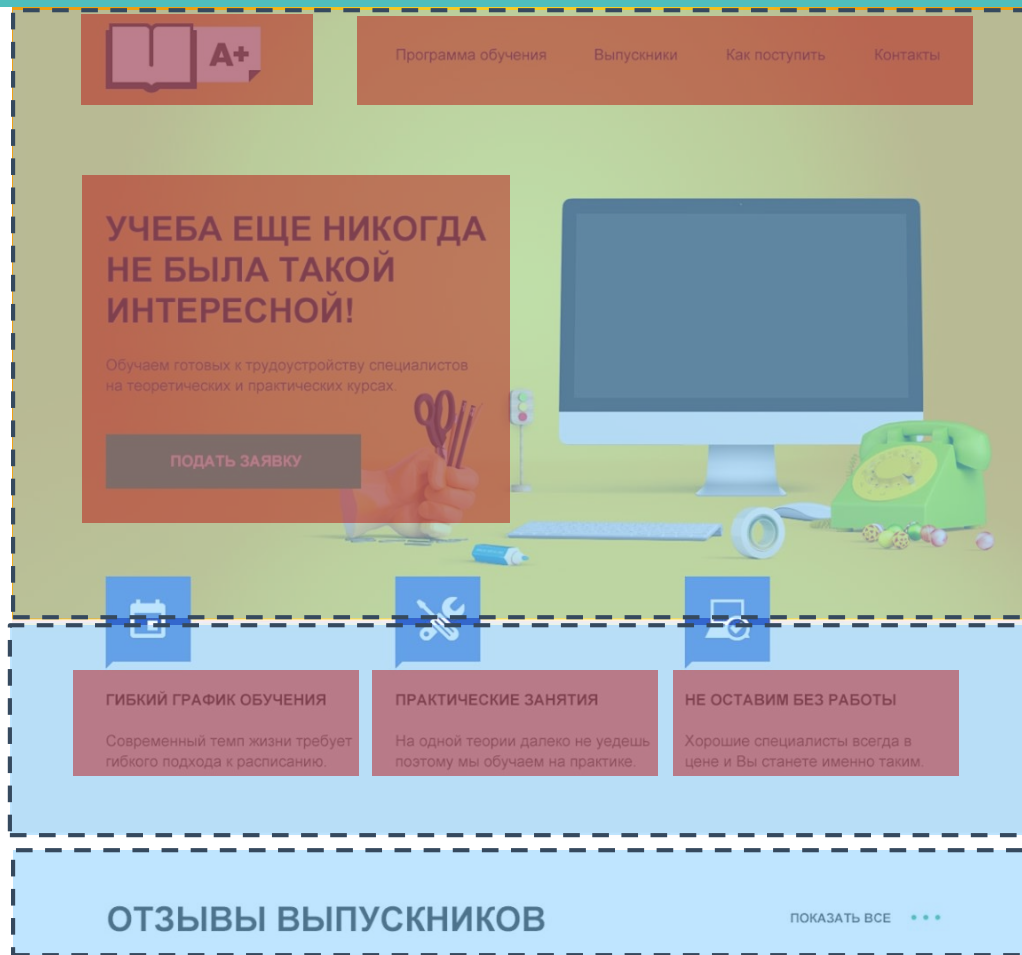 A+
Программа обучения
Выпускники
Как поступить
Контакты
УЧЕБА ЕЩЕ НИКОГДА
НЕ БЫЛА ТАКОЙ
ИНТЕРЕСНОЙ!
Обучаем готовых к трудоустройству специалистов
на теоретических и практических курсах.
ПОДАТЬ ЗАЯВКУ
ГИБКИЙ ГРАФИК ОБУЧЕНИЯ
Современный темп жизни требует
гибкого подхода к расписанию.
ПРАКТИЧЕСКИЕ ЗАНЯТИЯ
На одной теории далеко не уедешь
поэтому мы обучаем на практике.
НЕ ОСТАВИМ БЕЗ РАБОТЫ
Хорошие специалисты всегда в
цене и Вы станете именно таким.
ОТЗЫВЫ ВЫПУСКНИКОВ
ПОКАЗАТЬ ВСЕ